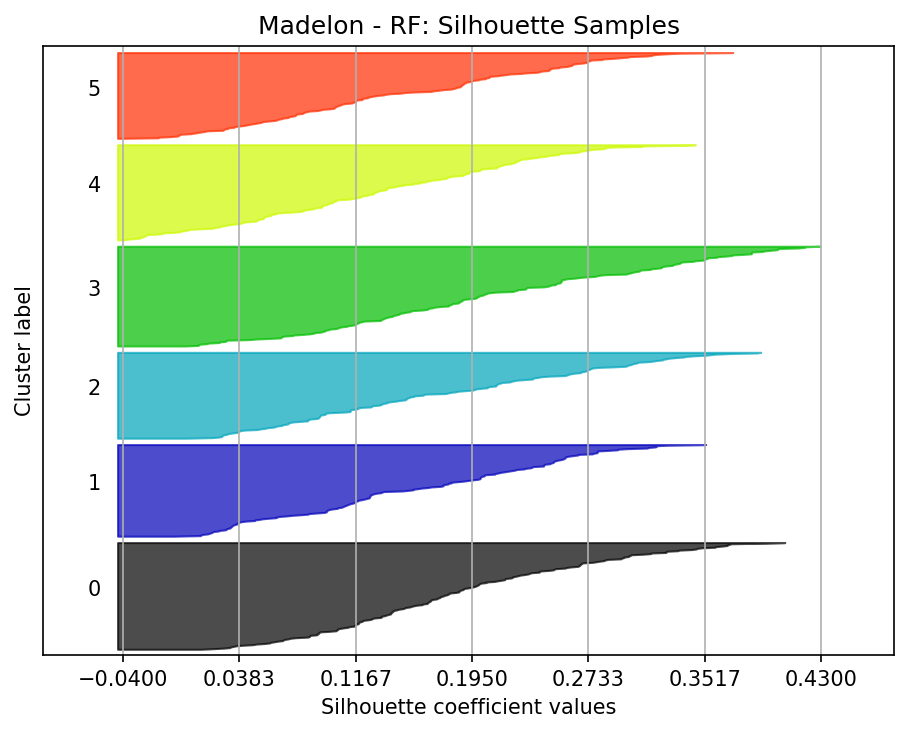 Madelon - RF: Silhouette Samples
5
4
3
2
1
0
Cluster label
−0.0400 0.0383 0.1167 0.1950 0.2733 0.3517 0.4300
Silhouette coefficient values